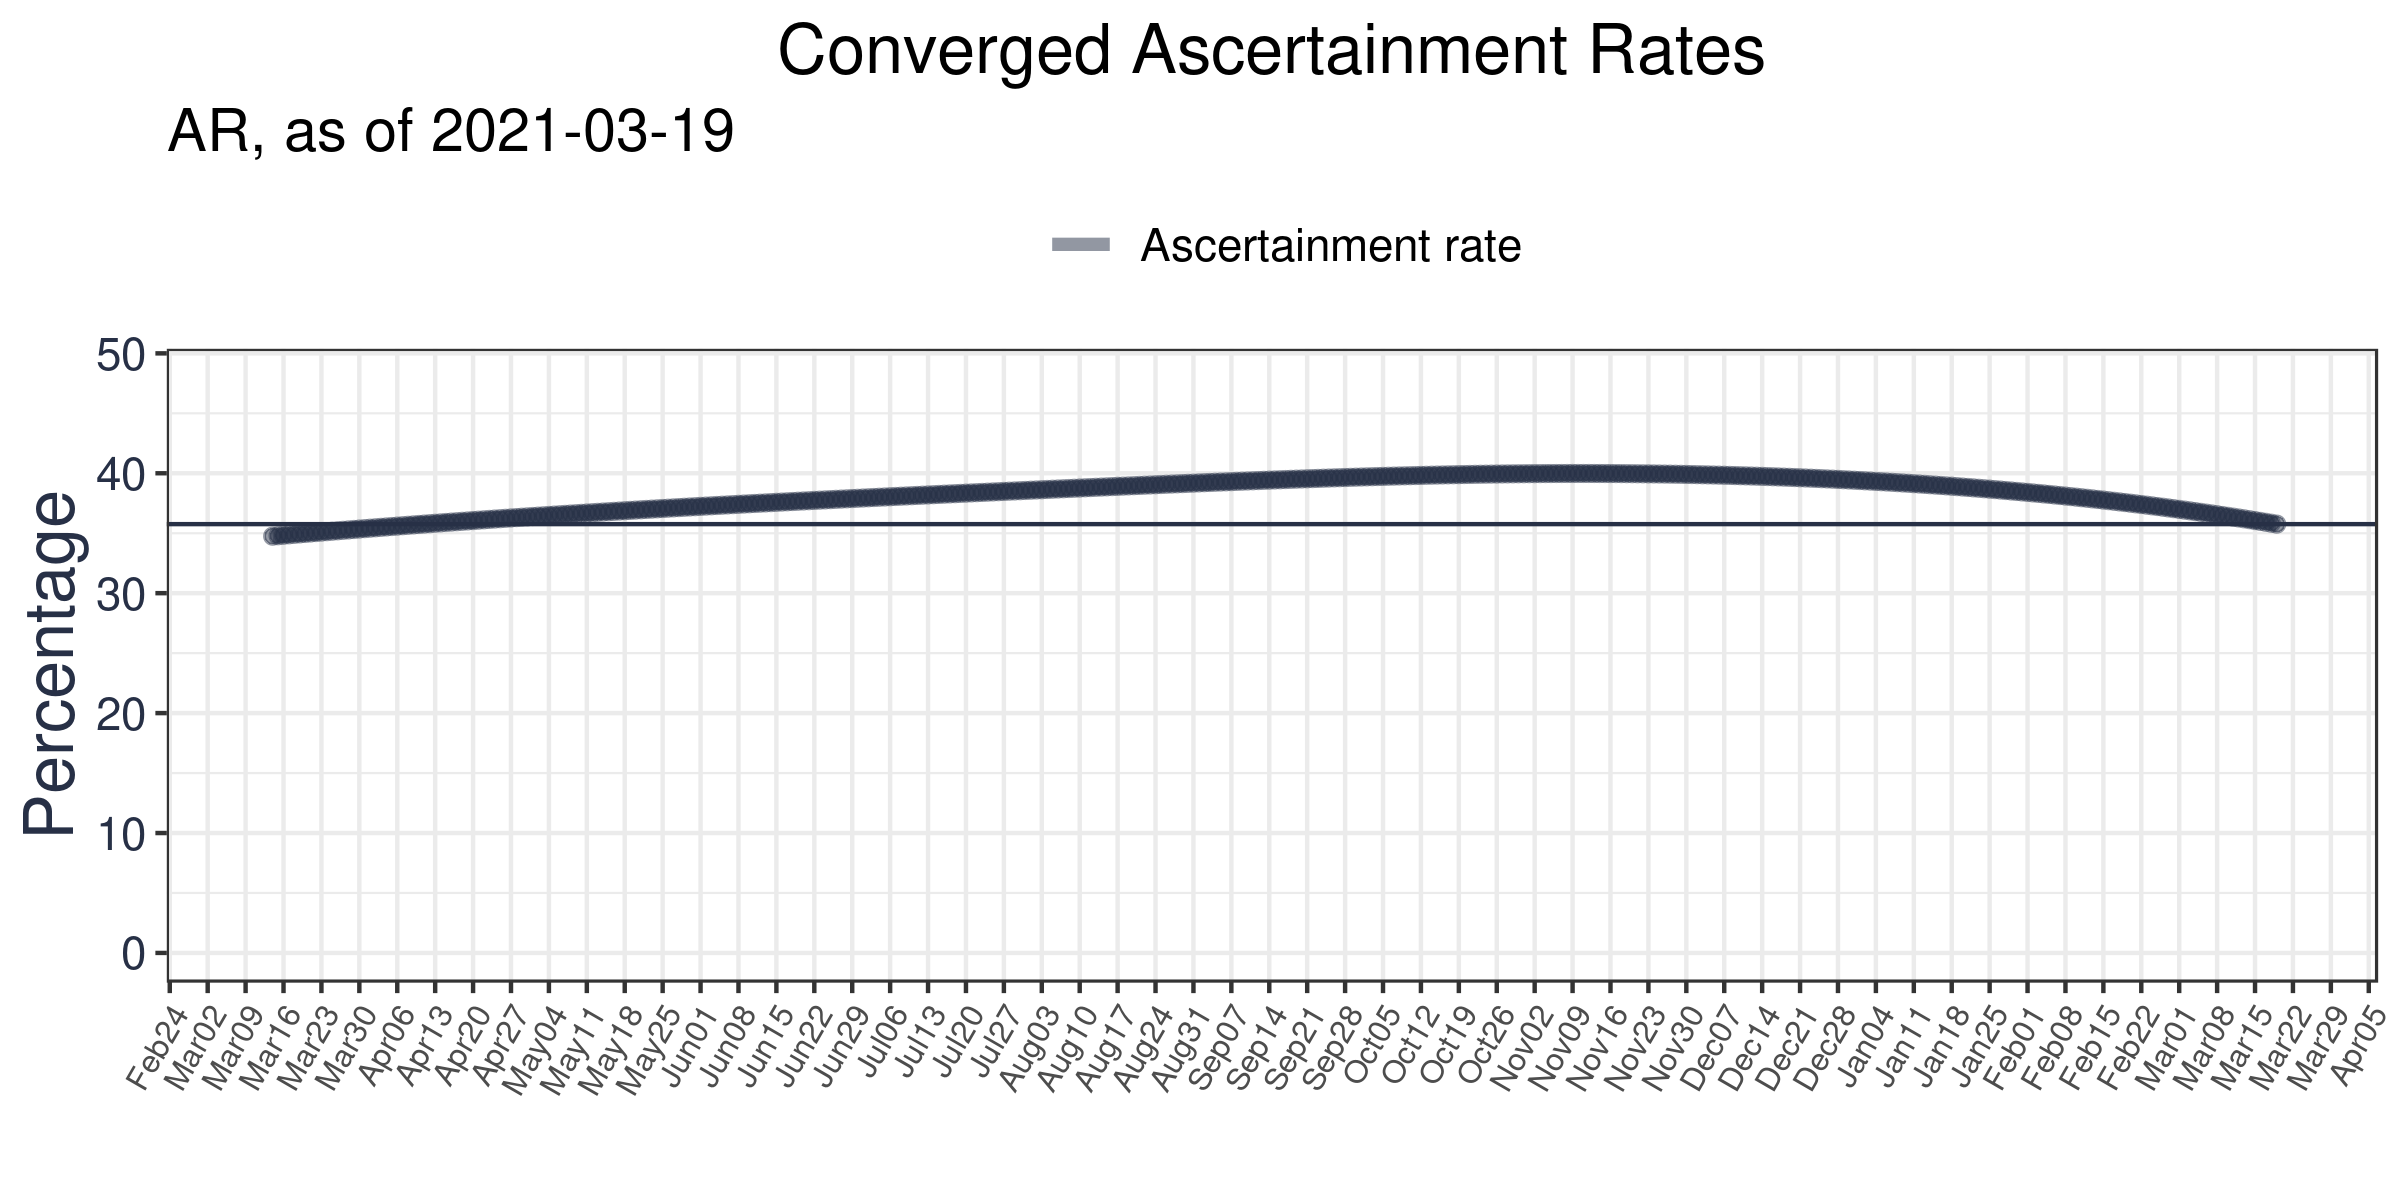 Converged Ascertainment Rates
AR, as of 2021-03-19
Ascertainment rate
Percentage
50
40
30
20
10
0
Feb24
Mar02
Mar09
Mar16
Mar23
Mar30
Apr06
Apr13
Apr20
Apr27
May04
May11
May18
May25
Jun01
Jun08
Jun15
Jun22
Jun29
Jul06
Jul13
Jul20
Jul27
Aug03
Aug10
Aug17
Aug24
Aug31
Sep07
Sep14
Sep21
Sep28
Oct05
Oct12
Oct19
Oct26
Nov02
Nov09
Nov16
Nov23
Nov30
Dec07
Dec14
Dec21
Dec28
Jan04
Jan11
Jan18
Jan25
Feb01
Feb08
Feb15
Feb22
Mar01
Mar08
Mar15
Mar22
Mar29
Apr05